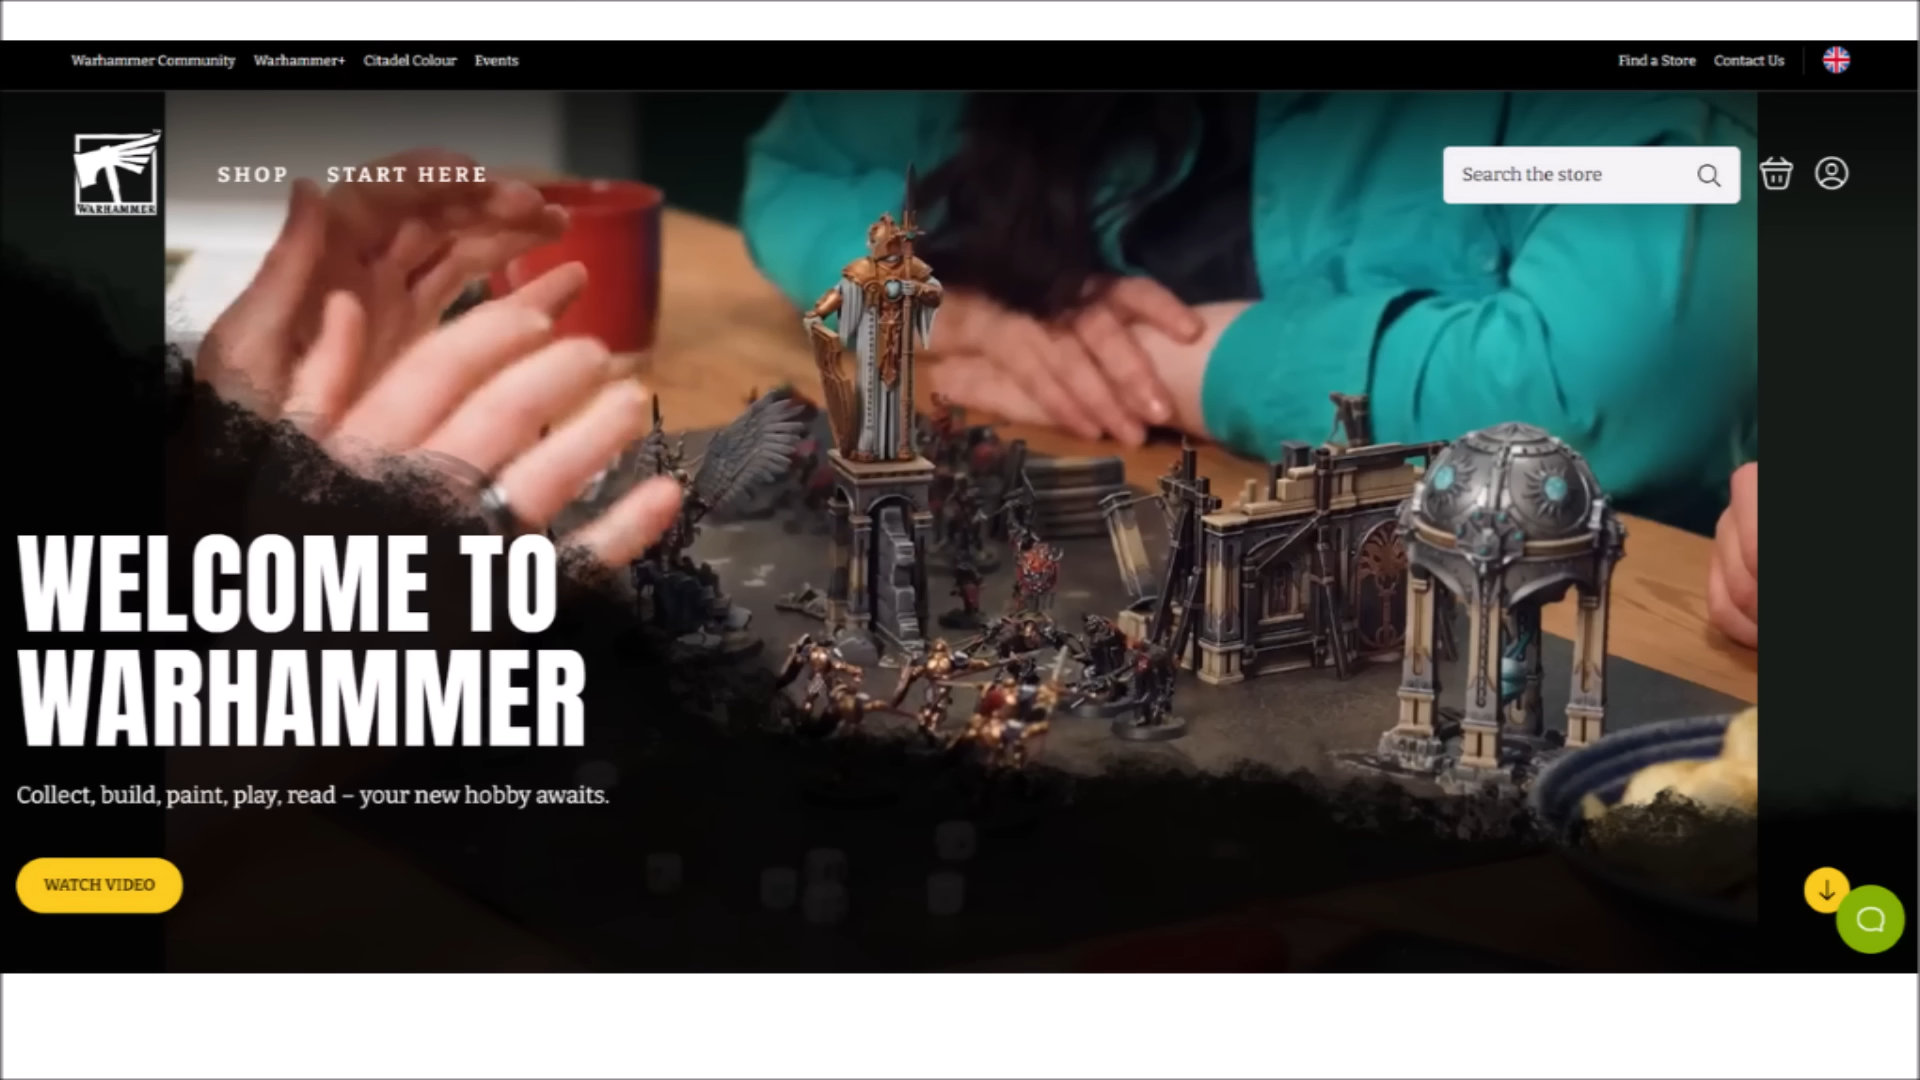 Warhammer Community Warhammer+ Citadel Colour Events Find a Store Contact Us
WARHAMMER
SHOP START HERE Search the store
WELCOME TO
WARHAMMER
Collect, build, paint, play, read – your new hobby awaits.
WATCH VIDEO